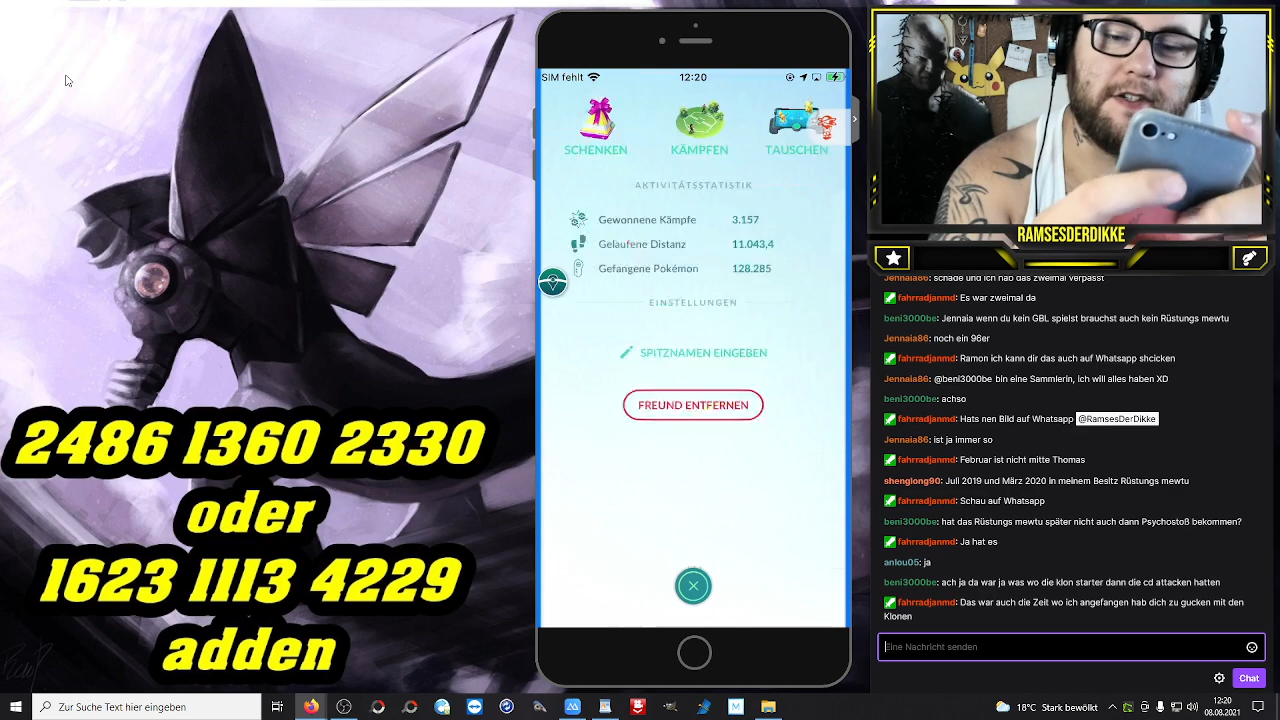 SIM fehlt
12:20
SCHENKEN
KÄMPFEN
TAUSCHEN
AKTIVITÄTSSTATISTIK
Gewonnene Kämpfe 3.157
Gelaufene Distanz 11.043,4
Gefangene Pokémon 128.285
EINSTELLUNGEN
SPITZNAMEN EINGEBEN
FREUND ENTFERNEN
2486 1360 2330
oder
1623 1113 4229
adden
RAMSESDERDIKKE
Jennaia86: schade und ich hab das zweimal verpasst
fahrradjanmd: Es war zweimal da
beni3000be: Jennaia wenn du kein GBL spielst brauchst auch kein Rüstungs mewtu
Jennaia86: noch ein 96er
fahrradjanmd: Ramon ich kann dir das auch auf Whatsapp shcicken
Jennaia86: @beni3000be bin eine Sammlerin, ich will alles haben XD
beni3000be: achso
fahrradjanmd: Hats nen Bild auf Whatsapp @RamsesDerDikke
Jennaia86: ist ja immer so
fahrradjanmd: Februar ist nicht mitte Thomas
shenglong90: Juli 2019 und März 2020 in meinem Besitz Rüstungs mewtu
fahrradjanmd: Schau auf Whatsapp
beni3000be: hat das Rüstungs mewtu später nicht auch dann Psychostoß bekommen?
fahrradjanmd: Ja hat es
anlou05: ja
beni3000be: ach ja da war ja was wo die klon starter dann die cd attacken hatten
fahrradjanmd: Das war auch die Zeit wo ich angefangen hab dich zu gucken mit den
Klonen
Eine Nachricht senden
Chat
Zur Suche Text hier eingeben
18°C Stark bewölkt
12:20
08.08.2021